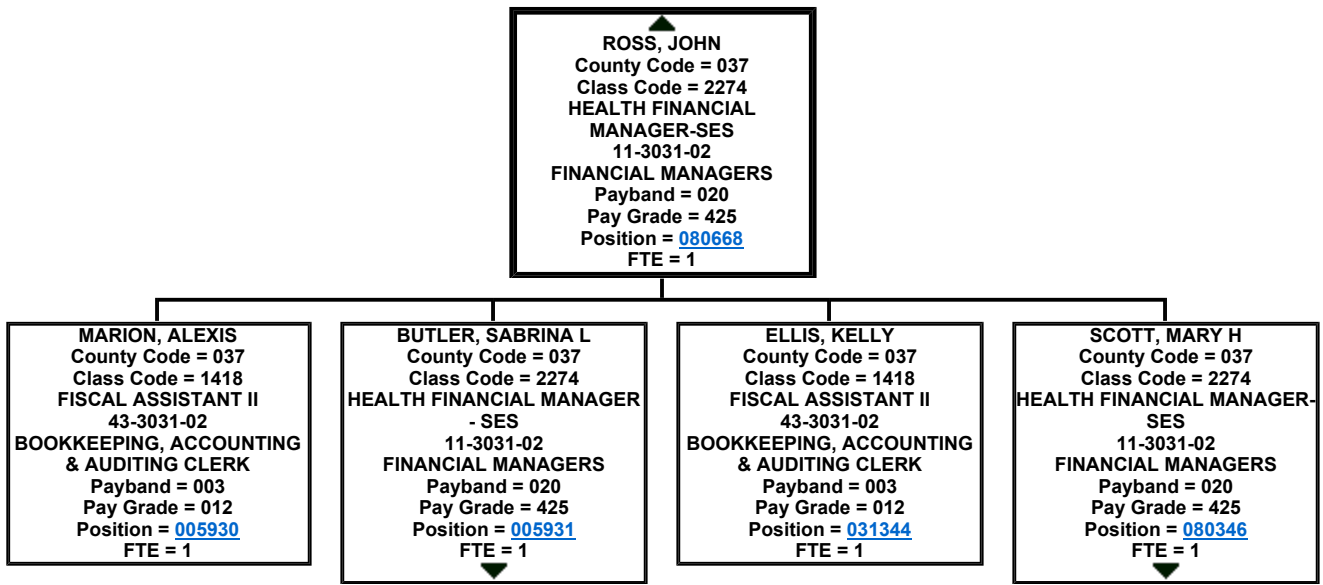 ROSS, JOHN
County Code = 037
Class Code = 2274
HEALTH FINANCIAL
MANAGER-SES
11-3031-02
FINANCIAL MANAGERS
Payband = 020
Pay Grade = 425
Position = 080668
FTE = 1
MARION, ALEXIS
County Code = 037
Class Code = 1418
FISCAL ASSISTANT II
43-3031-02
BOOKKEEPING, ACCOUNTING
& AUDITING CLERK
Payband = 003
Pay Grade = 012
Position = 005930
FTE = 1
BUTLER, SABRINA L
County Code = 037
Class Code = 2274
HEALTH FINANCIAL MANAGER
- SES
11-3031-02
FINANCIAL MANAGERS
Payband = 020
Pay Grade = 425
Position = 005931
FTE = 1
ELLIS, KELLY
County Code = 037
Class Code = 1418
FISCAL ASSISTANT II
43-3031-02
BOOKKEEPING, ACCOUNTING
& AUDITING CLERK
Payband = 003
Pay Grade = 012
Position = 031344
FTE = 1
SCOTT, MARY H
County Code = 037
Class Code = 2274
HEALTH FINANCIAL MANAGER-
SES
11-3031-02
FINANCIAL MANAGERS
Payband = 020
Pay Grade = 425
Position = 080346
FTE = 1